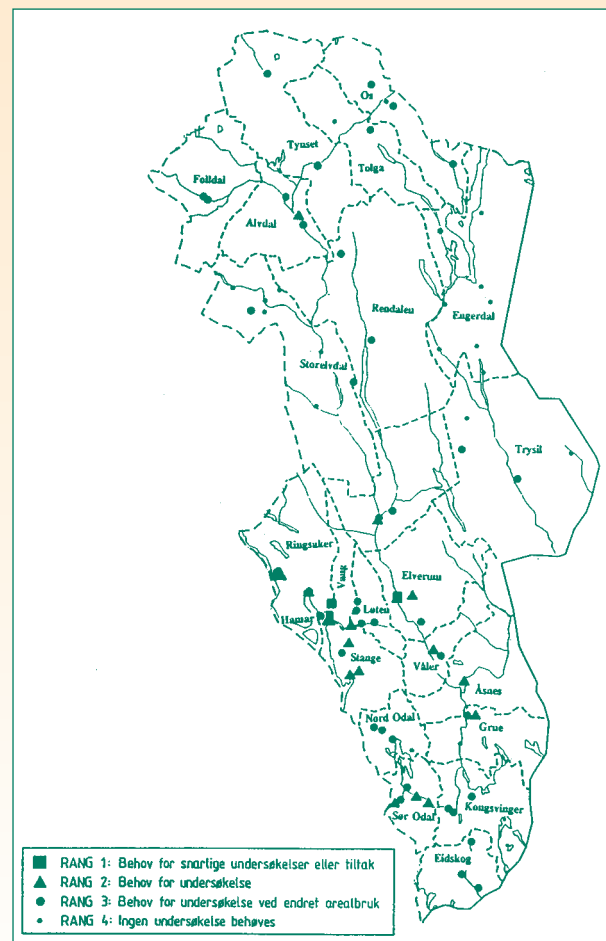 Os
Tynset
Tolga
Folldal
Alvdal
Rendalen
Engerdal
Storelvdal
Trysil
Ringsaker
Vang
Elverum
Hamar
Løten
Stange
Våler
Åsnes
Nord Odal
Grue
Sør Odal
Kongsvinger
Eidskog
RANG 1: Behov for snarlige undersøkelser eller tiltak
RANG 2: Behov for undersøkelse
RANG 3: Behov for undersøkelse ved endret arealbruk
RANG 4: Ingen undersøkelse behøves